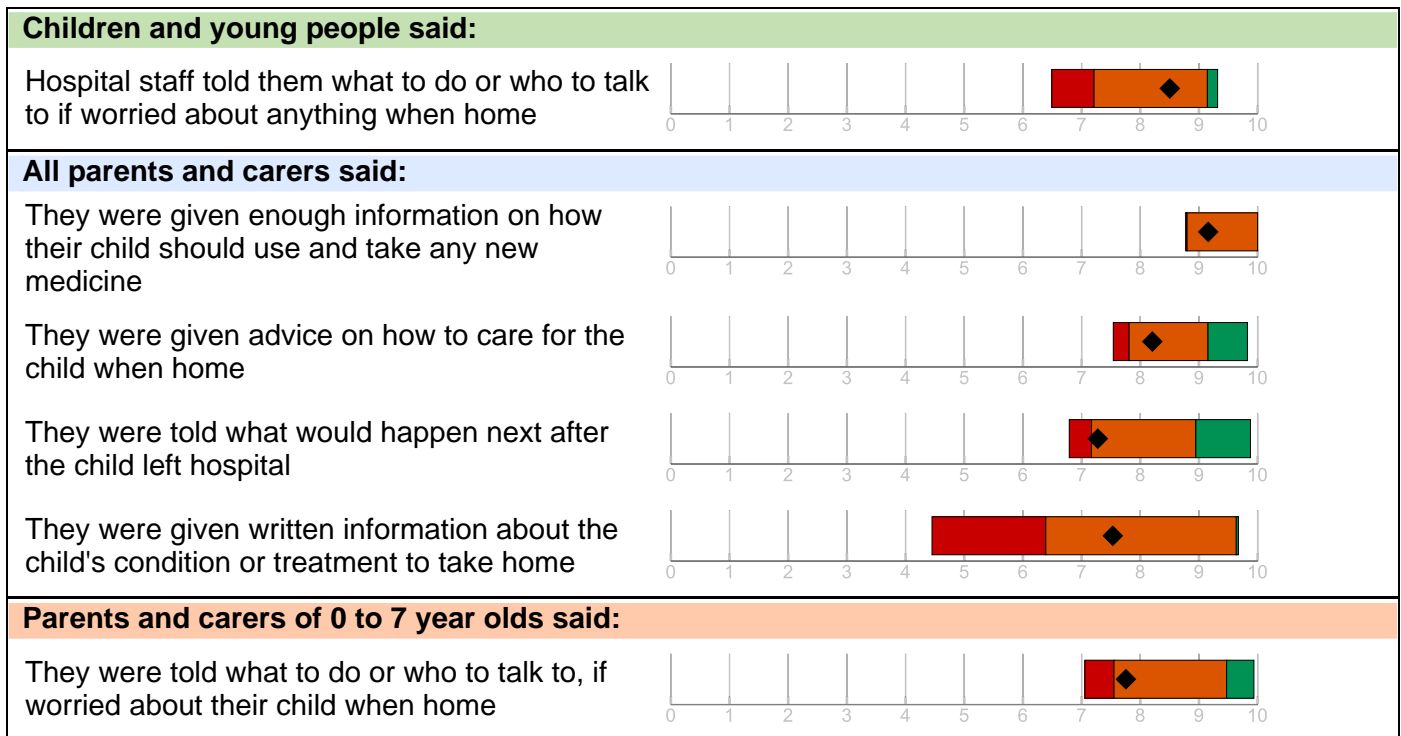 Children and young people said:
Hospital staff told them what to do or who to talk
to if worried about anything when home
0 1 2 3 4 5 6 7 8 9 10
All parents and carers said:
They were given enough information on how
their child should use and take any new
medicine
0 1 2 3 4 5 6 7 8 9 10
They were given advice on how to care for the
child when home
0 1 2 3 4 5 6 7 8 9 10
They were told what would happen next after
the child left hospital
0 1 2 3 4 5 6 7 8 9 10
They were given written information about the
child's condition or treatment to take home
0 1 2 3 4 5 6 7 8 9 10
Parents and carers of 0 to 7 year olds said:
They were told what to do or who to talk to, if
worried about their child when home
0 1 2 3 4 5 6 7 8 9 10